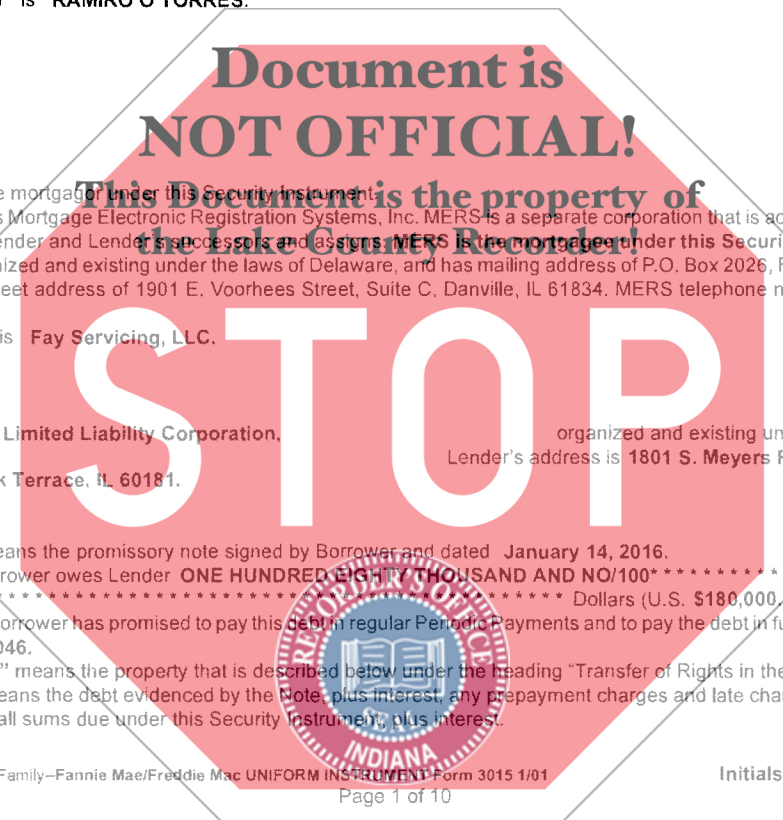 is RAMIRO O TORRES.
Document is
NOT OFFICIAL!
This Document is the property of
the Lake County Recorder!
e mortgagor under this Security Instrument.
s Mortgage Electronic Registration Systems, Inc. MERS is a separate corporation that is ac
ender and Lender's successors and assigns. MERS is the mortgagee under this Securi
ized and existing under the laws of Delaware, and has mailing address of P.O. Box 2026, F
eet address of 1901 E. Voorhees Street, Suite C, Danville, IL 61834. MERS telephone n
is Fay Servicing, LLC.
STOP
Limited Liability Corporation, organized and existing un
Lender's address is 1801 S. Meyers R
k Terrace, IL 60181.
eans the promissory note signed by Borrower and dated January 14, 2016.
rower owes Lender ONE HUNDRED EIGHTY THOUSAND AND NO/100* * * * * * * * * * *
* * * * * * * * * * * * * * * * * * * * * * * * * * * * * * * * * * * * * * * * * * Dollars (U.S. $180,000.
orrower has promised to pay this debt in regular Periodic Payments and to pay the debt in fu
046.
" means the property that is described below under the heading "Transfer of Rights in the
eans the debt evidenced by the Note, plus interest, any prepayment charges and late char
all sums due under this Security Instrument, plus interest.
RECORDER'S OFFICE
SEAL
INDIANA
Family–Fannie Mae/Freddie Mac UNIFORM INSTRUMENT Form 3015 1/01 Initials
Page 1 of 10